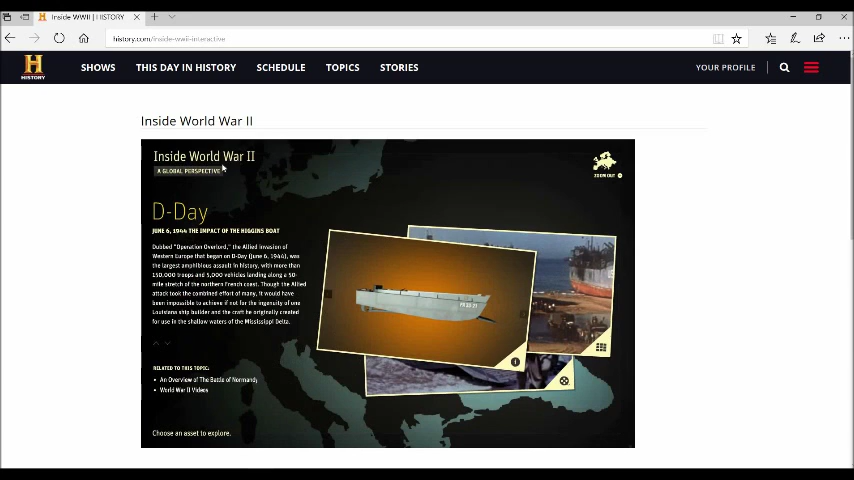 Inside WWII | HISTORY
history.com/inside-wwii-interactive
HISTORY
SHOWS THIS DAY IN HISTORY SCHEDULE TOPICS STORIES YOUR PROFILE
Inside World War II
Inside World War II
A GLOBAL PERSPECTIVE
ZOOM OUT
D-Day
JUNE 6, 1944 THE IMPACT OF THE HIGGINS BOAT
Dubbed "Operation Overlord," the Allied invasion of
Western Europe that began on D-Day (June 6, 1944), was
the largest amphibious assault in history, with more than
150,000 troops and 5,000 vehicles landing along a 50-
mile stretch of the northern French coast. Though the Allied
attack took the combined effort of many, it would have
been impossible to achieve if not for the ingenuity of one
Louisiana ship builder and the craft he originally created
for use in the shallow waters of the Mississippi Delta.
RELATED TO THIS TOPIC:
• An Overview of The Battle of Normandy
• World War II Videos
Choose an asset to explore.